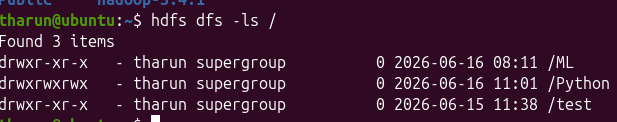 Public hadoop-3.4.1
tharun@ubuntu:~$ hdfs dfs -ls /
Found 3 items
drwxr-xr-x   - tharun supergroup          0 2026-06-16 08:11 /ML
drwxrwxrwx   - tharun supergroup          0 2026-06-16 11:01 /Python
drwxr-xr-x   - tharun supergroup          0 2026-06-15 11:38 /test
tharun@ubuntu:~$